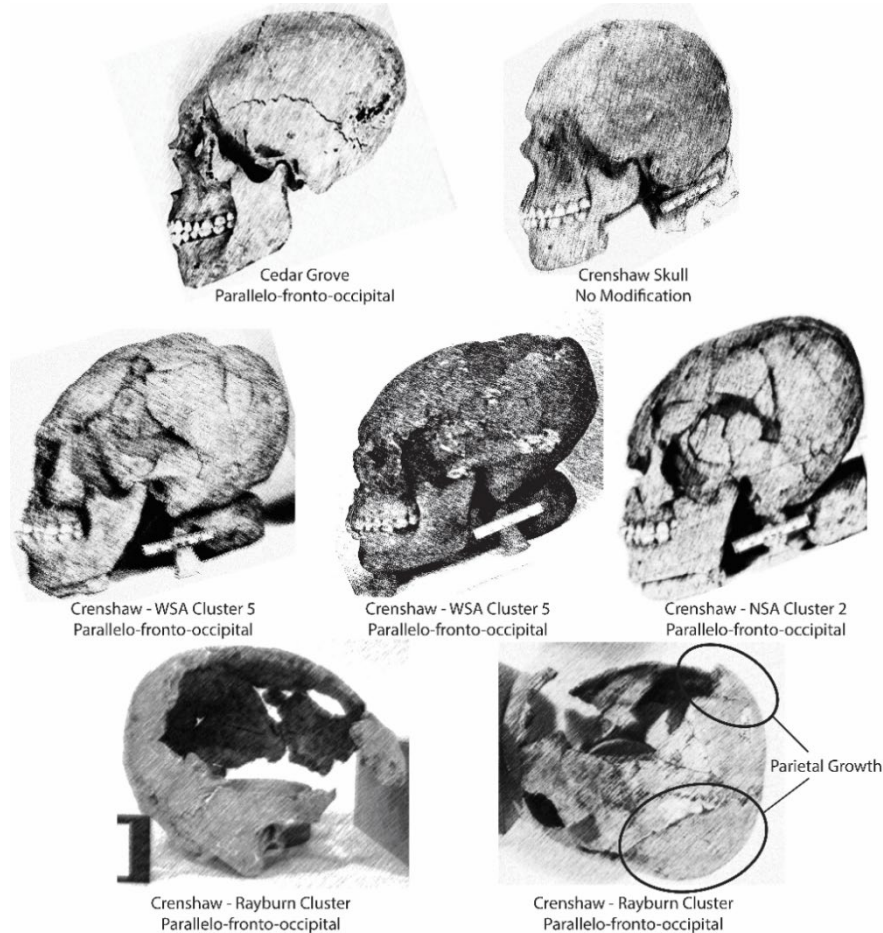 Cedar Grove
Parallelo-fronto-occipital
Crenshaw Skull
No Modification
Crenshaw - WSA Cluster 5
Parallelo-fronto-occipital
Crenshaw - WSA Cluster 5
Parallelo-fronto-occipital
Crenshaw - NSA Cluster 2
Parallelo-fronto-occipital
Parietal Growth
Crenshaw - Rayburn Cluster
Parallelo-fronto-occipital
Crenshaw - Rayburn Cluster
Parallelo-fronto-occipital